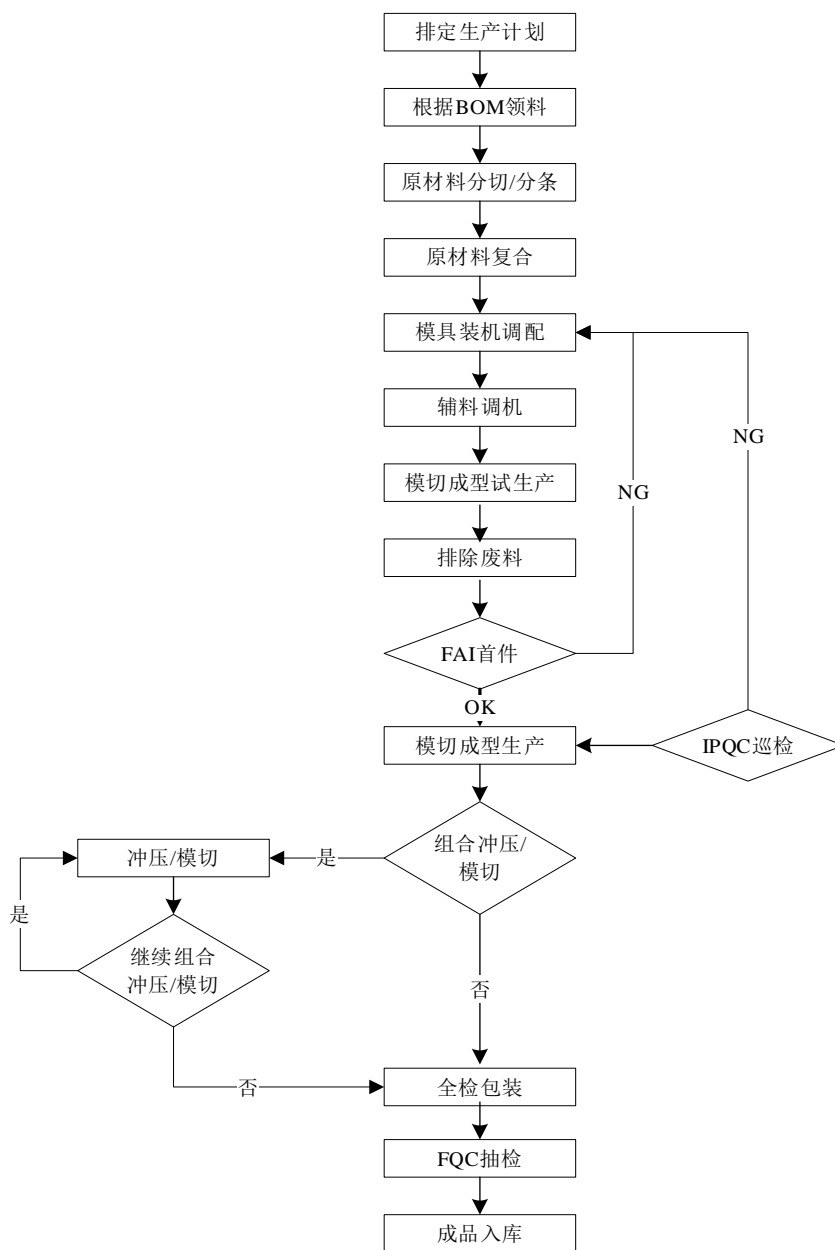 排定生产计划
根据BOM领料
原材料分切/分条
原材料复合
模具装机调配
辅料调机
NG
模切成型试生产
NG
排除废料
FAI首件
OK
模切成型生产
IPQC巡检
组合冲压/
模切
是
冲压/模切
是
继续组合
冲压/模切
否
否
全检包装
FQC抽检
成品入库